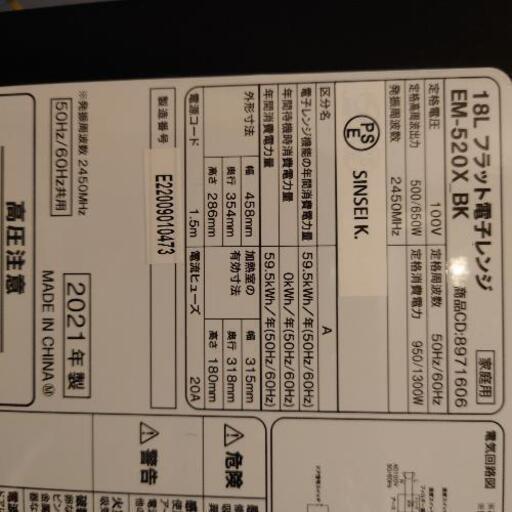 18L フラット電子レンジ 家庭用
EM-520X_BK 商品CD:8971606
定格電圧 100V 定格周波数 50Hz/60Hz
定格高周波出力 500/650W 定格消費電力 950/1300W
発振周波数 2450MHz
PS
E
SINSEI K.
区分名 A
電子レンジ機能の年間消費電力量 59.5kWh/年(50Hz/60Hz)
年間待機時消費電力量 0kWh/年(50Hz/60Hz)
年間消費電力量 59.5kWh/年(50Hz/60Hz)
外形寸法 幅 458mm 奥行 354mm 高さ 266mm
加熱室の有効寸法 幅 315mm 奥行 318mm 高さ 180mm
電源コード 1.5m 電流ヒューズ 20A
製造番号 E22009010473
※発振周波数 2450MHz
50Hz/60Hz共用
2021年製
MADE IN CHINA Ⓜ
高圧注意
電気回路図
危険
警告